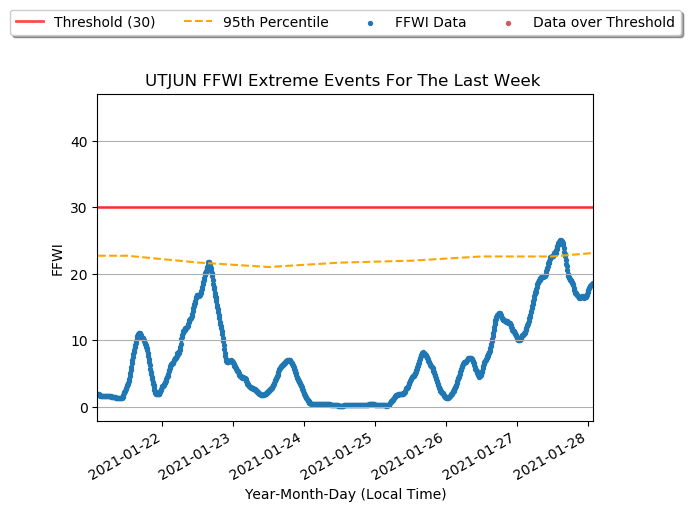 Threshold (30) 95th Percentile FFWI Data Data over Threshold
UTJUN FFWI Extreme Events For The Last Week
40
30
20
10
0
FFWI
2021-01-22 2021-01-23 2021-01-24 2021-01-25 2021-01-26 2021-01-27 2021-01-28
Year-Month-Day (Local Time)